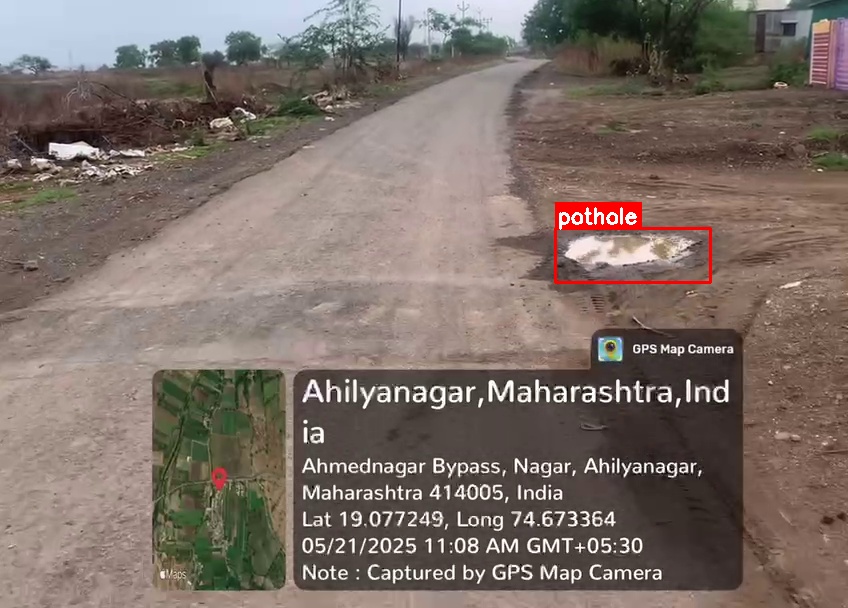 pothole
GPS Map Camera
Ahilyanagar,Maharashtra,Ind
ia
Ahmednagar Bypass, Nagar, Ahilyanagar,
Maharashtra 414005, India
Lat 19.077249, Long 74.673364
05/21/2025 11:08 AM GMT+05:30
Note : Captured by GPS Map Camera
Maps